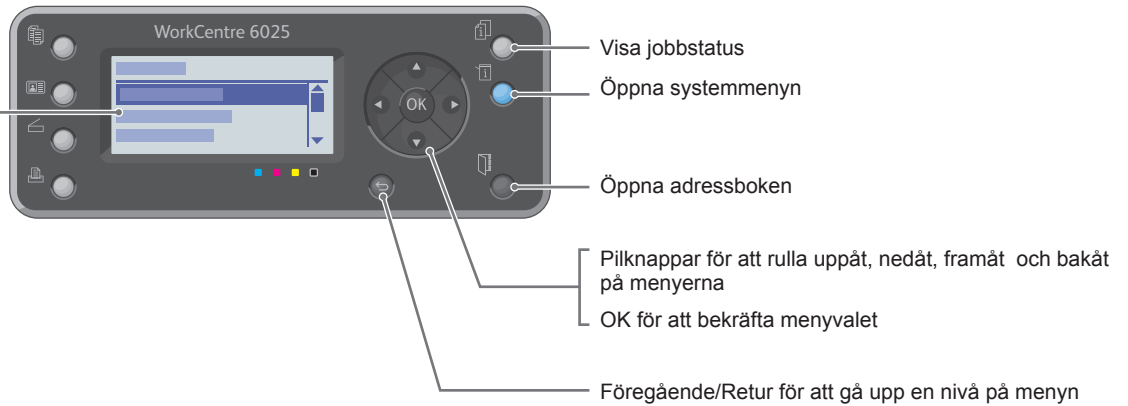 WorkCentre 6025
OK
Visa jobbstatus
Öppna systemmenyn
Öppna adressboken
Pilknappar för att rulla uppåt, nedåt, framåt och bakåt
på menyerna
OK för att bekräfta menyvalet
Föregående/Retur för att gå upp en nivå på menyn